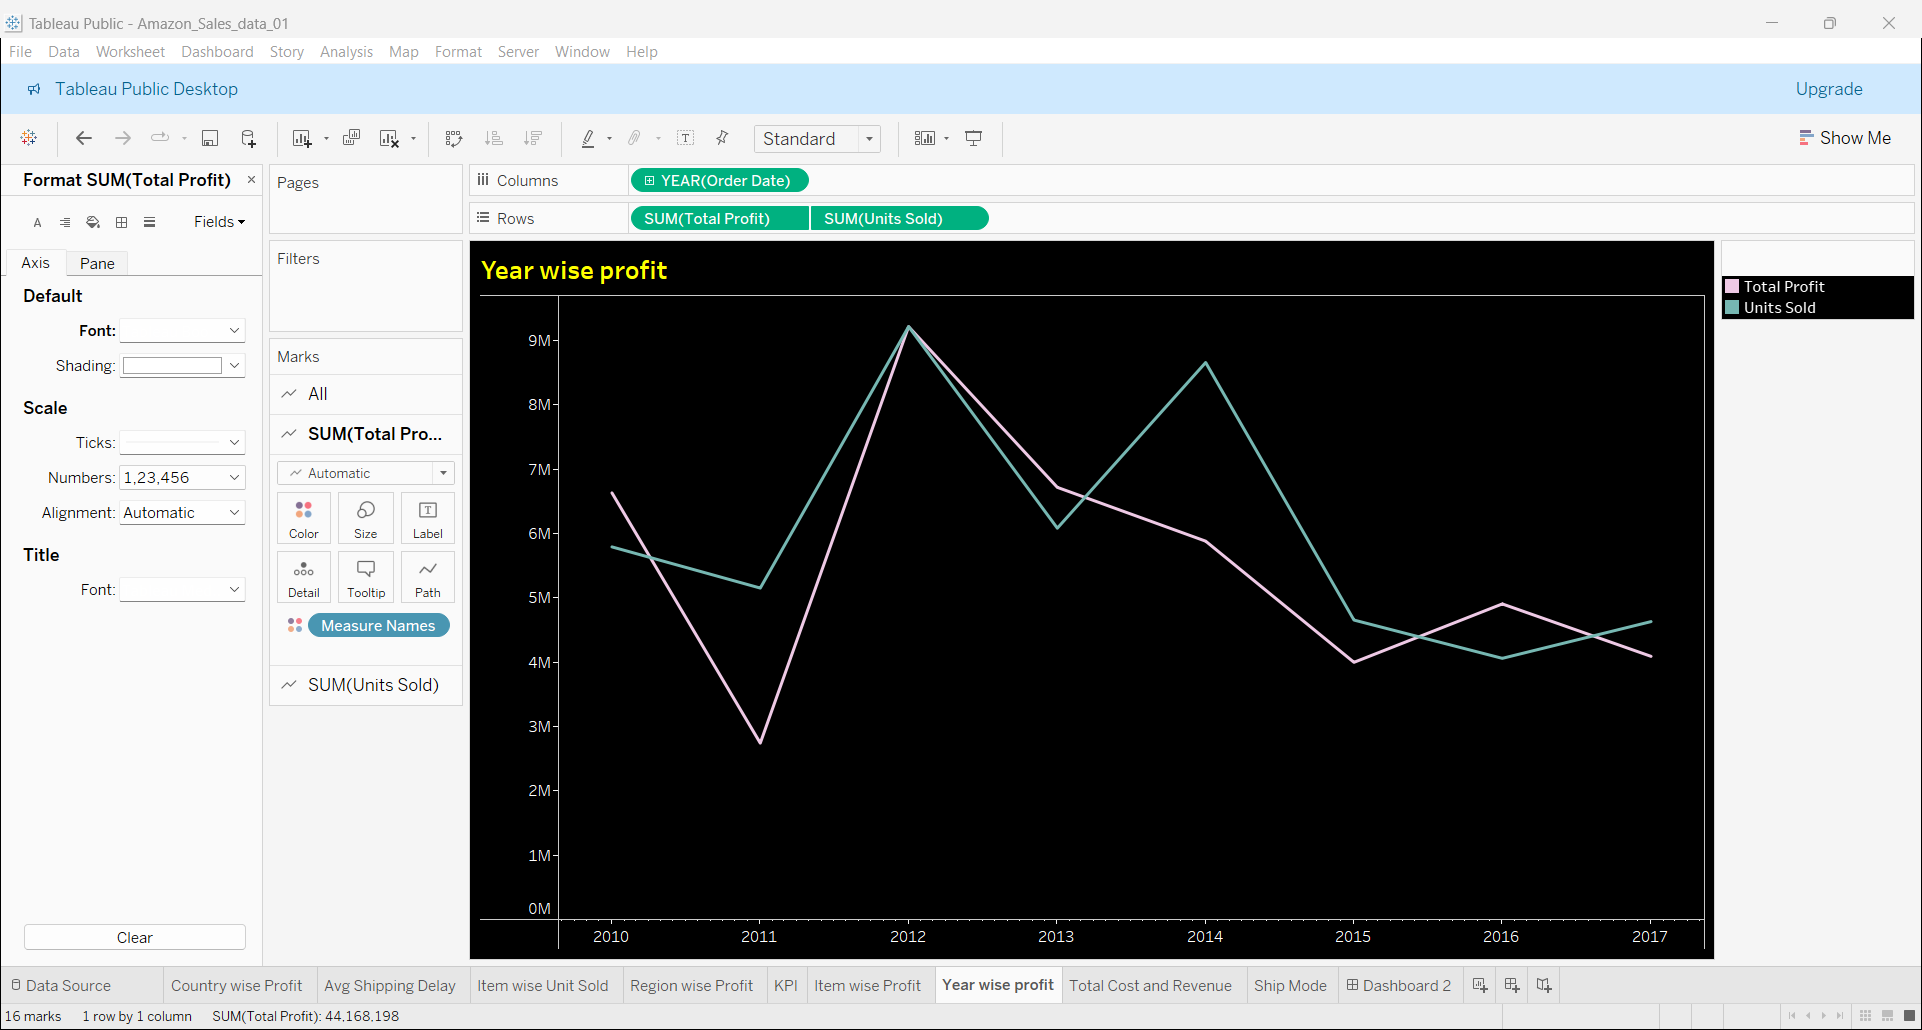 Tableau Public - Amazon_Sales_data_01
File Data Worksheet Dashboard Story Analysis Map Format Server Window Help
Tableau Public Desktop
Upgrade
Standard
Show Me
Format SUM(Total Profit)
Fields
Axis
Pane
Default
Font:
Shading:
Scale
Ticks:
Numbers: 1,23,456
Alignment: Automatic
Title
Font:
Clear
Pages
Filters
Marks
All
SUM(Total Pro...
Automatic
Color Size Label
Detail Tooltip Path
Measure Names
SUM(Units Sold)
Columns YEAR(Order Date)
Rows SUM(Total Profit) SUM(Units Sold)
Year wise profit
9M
8M
7M
6M
5M
4M
3M
2M
1M
0M
2010 2011 2012 2013 2014 2015 2016 2017
Total Profit
Units Sold
Data Source Country wise Profit Avg Shipping Delay Item wise Unit Sold Region wise Profit KPI Item wise Profit Year wise profit Total Cost and Revenue Ship Mode Dashboard 2
16 marks 1 row by 1 column SUM(Total Profit): 44,168,198